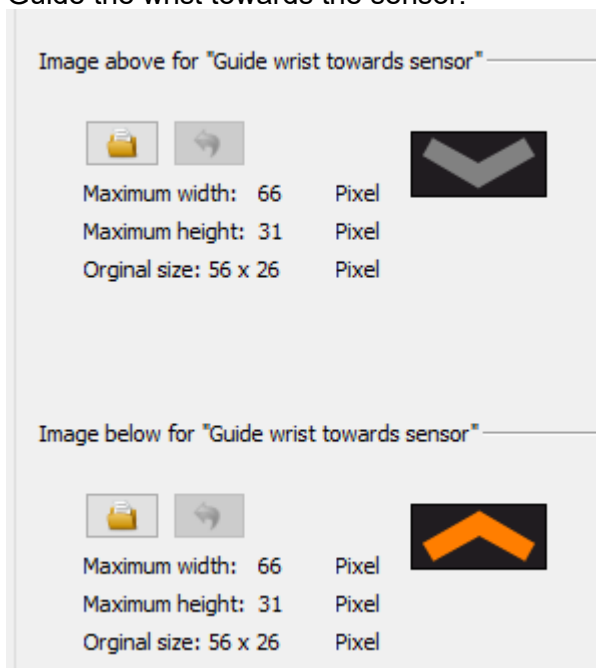 Guide the wrist towards the sensor.
Image above for "Guide wrist towards sensor"
Maximum width: 66 Pixel
Maximum height: 31 Pixel
Orginal size: 56 x 26 Pixel
Image below for "Guide wrist towards sensor"
Maximum width: 66 Pixel
Maximum height: 31 Pixel
Orginal size: 56 x 26 Pixel